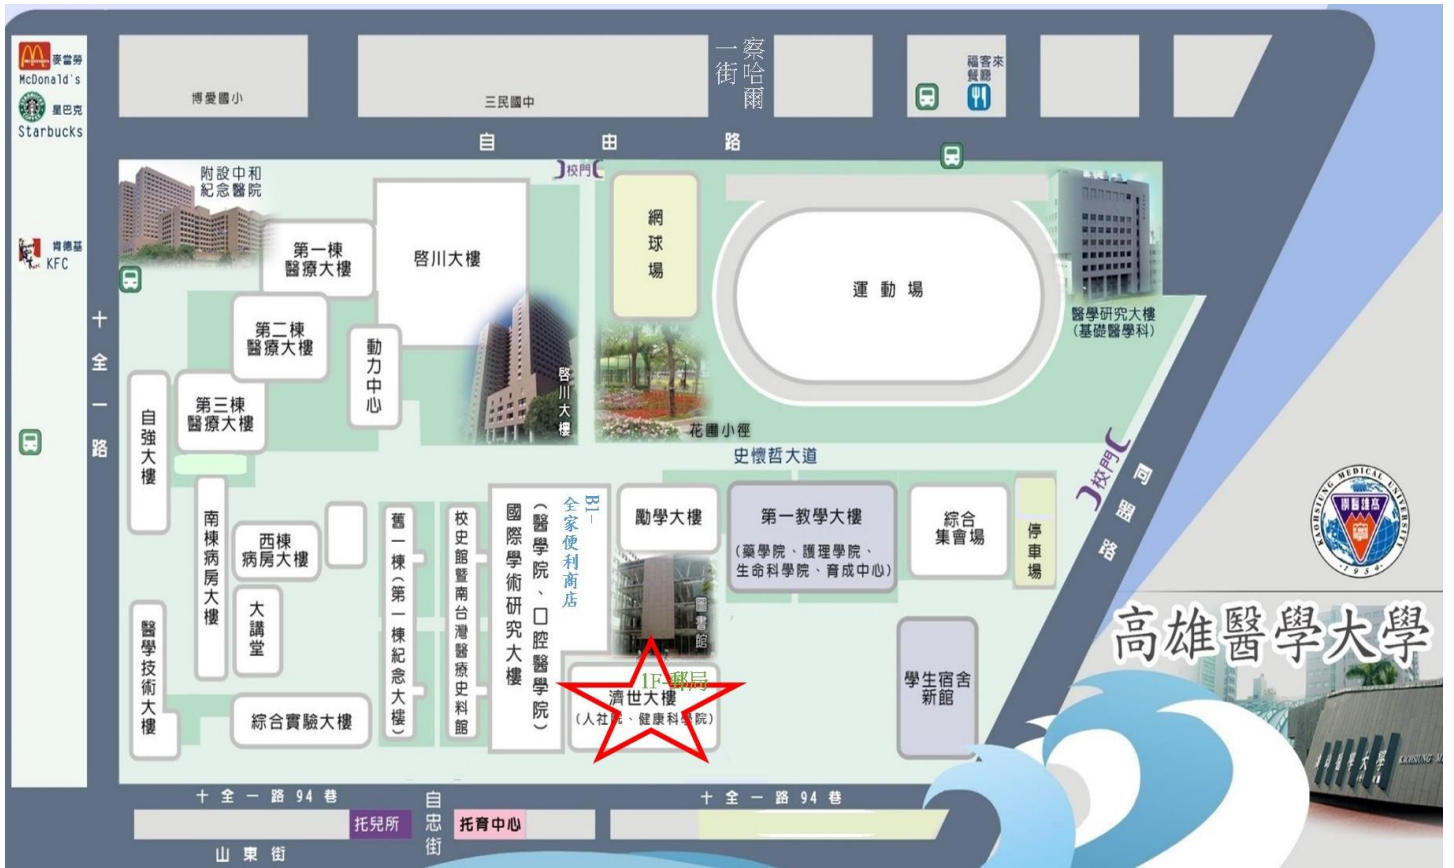 麥當勞
McDonald's
星巴克
Starbucks
肯德基
KFC
博愛國小
三民國中
察哈爾
一街
福客來
餐廳
自由路
附設中和
紀念醫院
校門
第一棟
醫療大樓
啓川大樓
網球場
運動場
醫學研究大樓
(基礎醫學科)
十全一路
第二棟
醫療大樓
動力中心
啓川大樓
第三棟
醫療大樓
自強大樓
花圃小徑
史懷哲大道
校門
同盟路
南棟病房大樓
西棟
病房大樓
大講堂
舊一棟(第一棟紀念大樓)
校史館暨南台灣醫療史料館
國際學術研究大樓
(醫學院、口腔醫學院)
B1-
全家便利商店
勵學大樓
圖書館
第一教學大樓
(藥學院、護理學院、
生命科學院、育成中心)
綜合
集會場
停車場
KAOHSIUNG MEDICAL UNIVERSITY
高雄醫學
·1954·
高雄醫學大學
醫學技術大樓
綜合實驗大樓
1F-郵局
濟世大樓
(人社院、健康科學院)
學生宿舍
新館
高雄醫學大學
十全一路94巷
自忠街
十全一路94巷
托兒所
托育中心
山東街